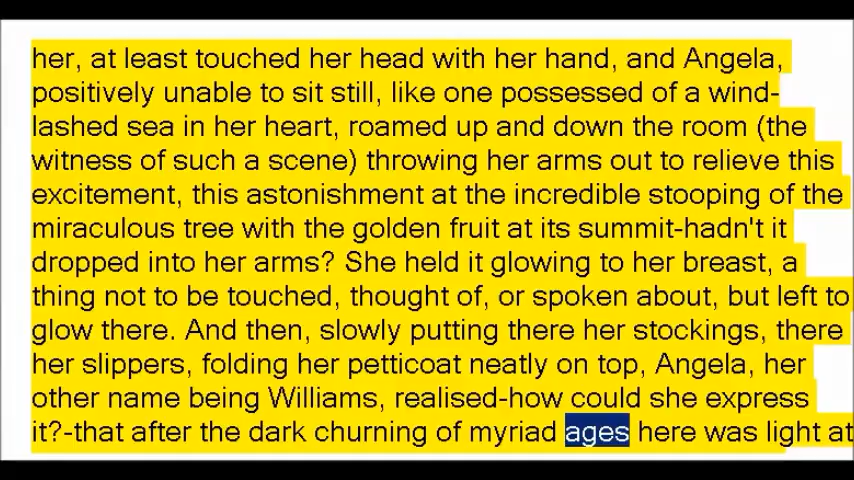 her, at least touched her head with her hand, and Angela,
positively unable to sit still, like one possessed of a wind-
lashed sea in her heart, roamed up and down the room (the
witness of such a scene) throwing her arms out to relieve this
excitement, this astonishment at the incredible stooping of the
miraculous tree with the golden fruit at its summit-hadn't it
dropped into her arms? She held it glowing to her breast, a
thing not to be touched, thought of, or spoken about, but left to
glow there. And then, slowly putting there her stockings, there
her slippers, folding her petticoat neatly on top, Angela, her
other name being Williams, realised-how could she express
it?-that after the dark churning of myriad ages here was light at